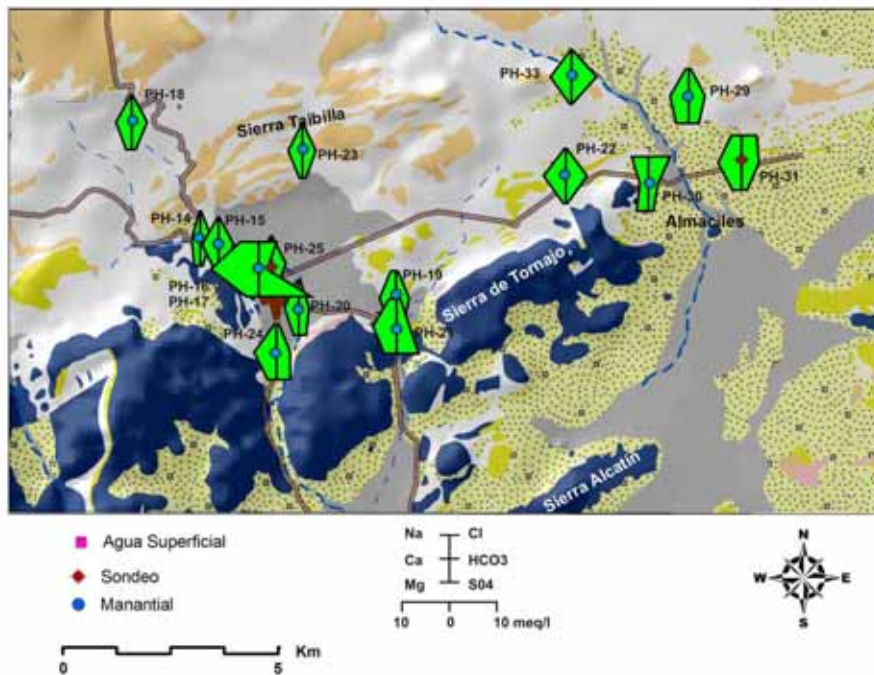 PH-33
PH-18
PH-29
Sierra Taibilla
PH-23
PH-22
PH-31
PH-30
PH-14
PH-15
Almaciles
PH-25
PH-19
Sierra de Tornajo
PH-16
PH-17
PH-20
PH-24
Sierra Alcatín
Agua Superficial
Sondeo
Manantial
Na Cl
Ca HCO3
Mg S04
10 0 10 meq/l
Km
0 5
N
W E
S